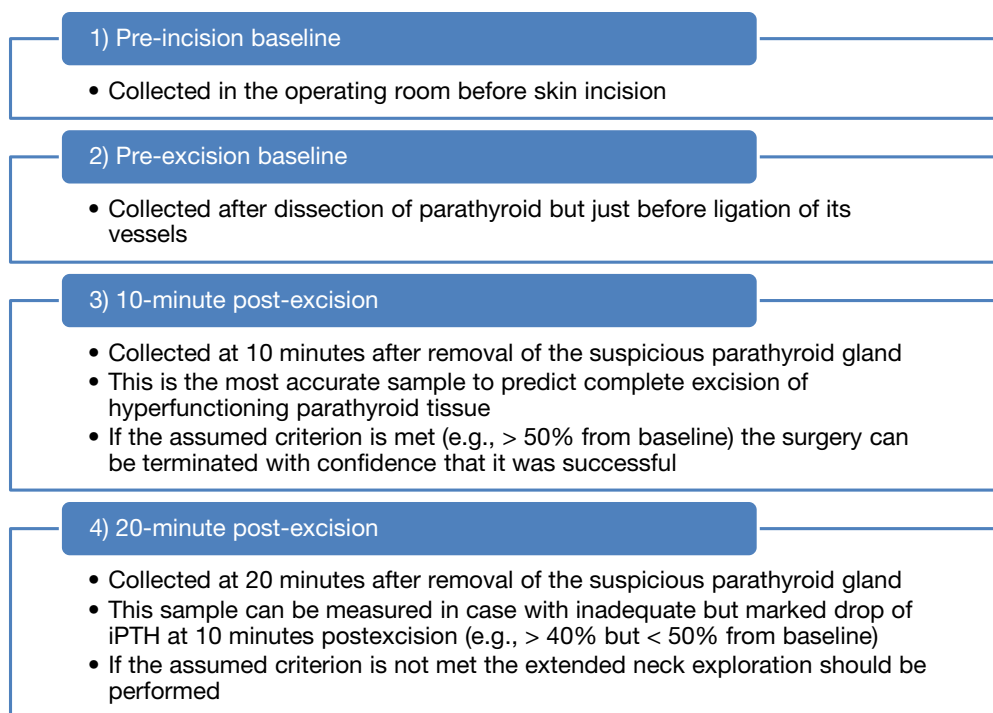 1) Pre-incision baseline
• Collected in the operating room before skin incision
2) Pre-excision baseline
• Collected after dissection of parathyroid but just before ligation of its
vessels
3) 10-minute post-excision
• Collected at 10 minutes after removal of the suspicious parathyroid gland
• This is the most accurate sample to predict complete excision of
hyperfunctioning parathyroid tissue
• If the assumed criterion is met (e.g., > 50% from baseline) the surgery can
be terminated with confidence that it was successful
4) 20-minute post-excision
• Collected at 20 minutes after removal of the suspicious parathyroid gland
• This sample can be measured in case with inadequate but marked drop of
iPTH at 10 minutes postexcision (e.g., > 40% but < 50% from baseline)
• If the assumed criterion is not met the extended neck exploration should be
performed